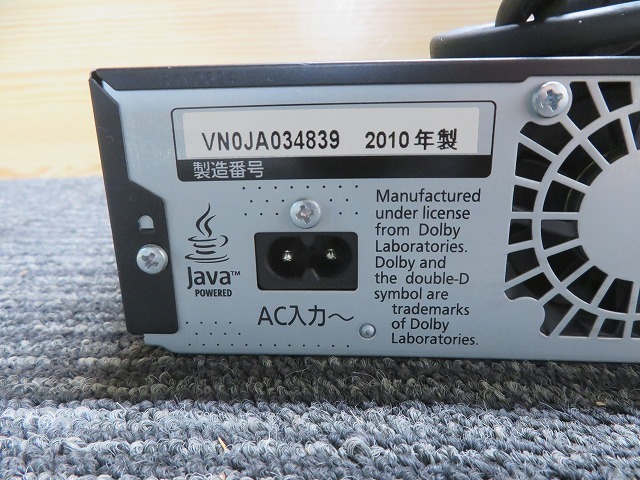 VN0JA034839 2010年製
製造番号
Java™
POWERED
AC入力～
Manufactured
under license
from Dolby
Laboratories.
Dolby and
the double-D
symbol are
trademarks
of Dolby
Laboratories.